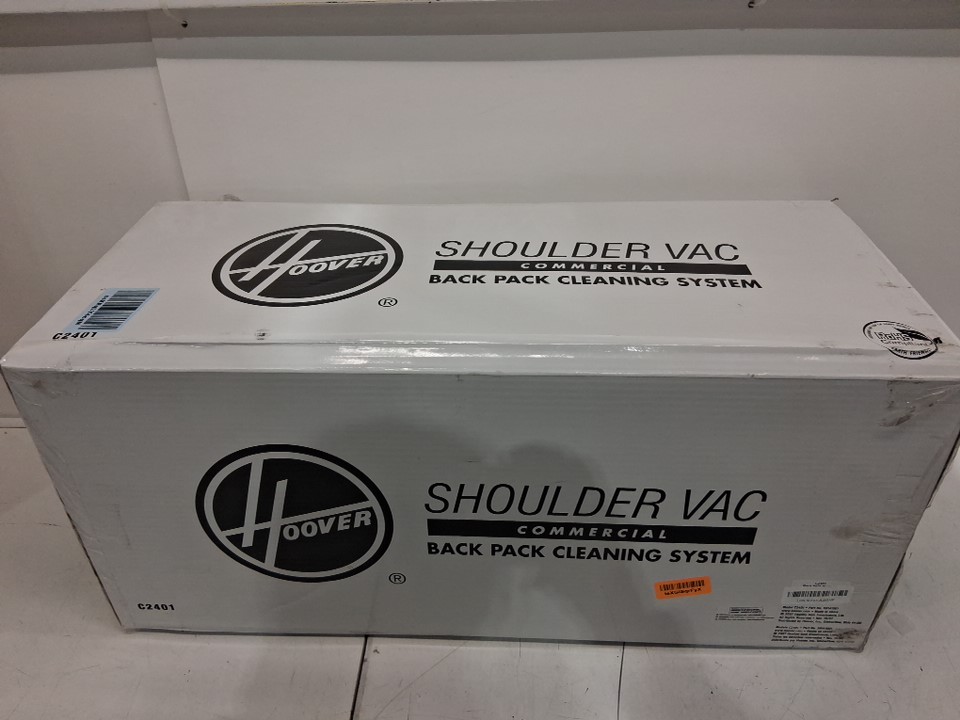 HOOVER
®
SHOULDER VAC
COMMERCIAL
BACK PACK CLEANING SYSTEM
C2401
HOOVER
®
SHOULDER VAC
COMMERCIAL
BACK PACK CLEANING SYSTEM
C2401